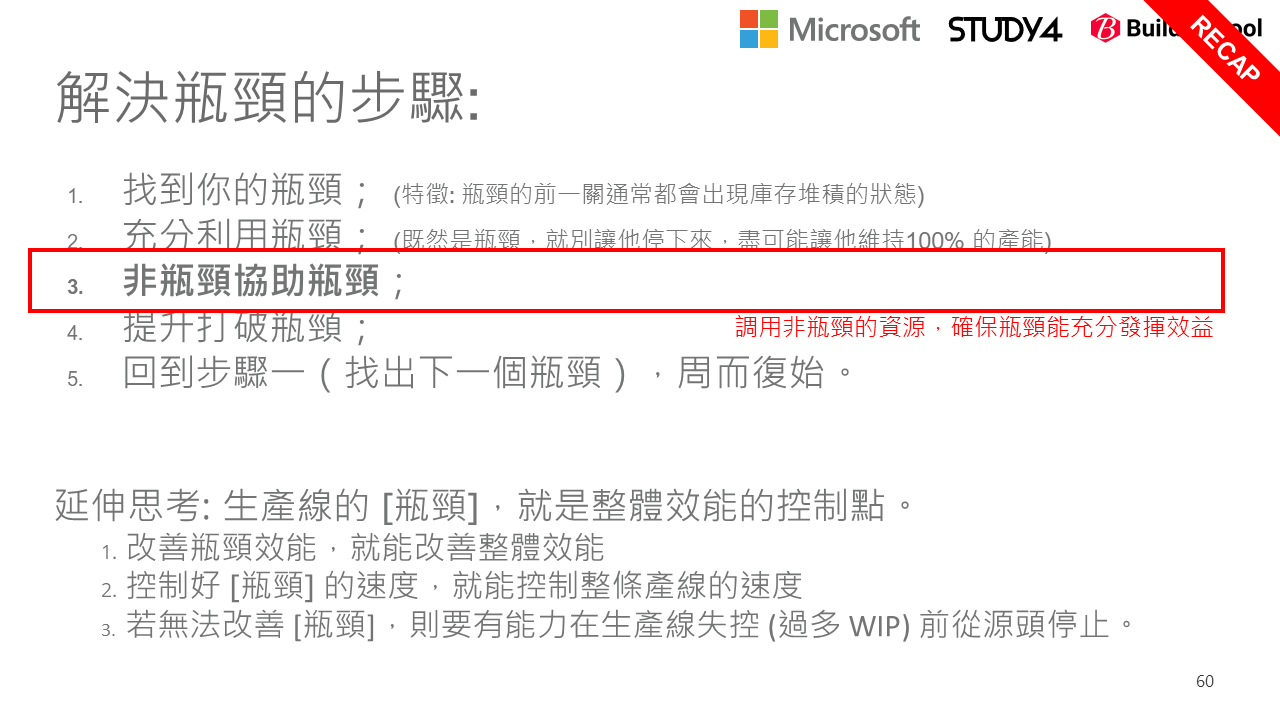 Microsoft STUDY4 Buil ool
RECAP
解決瓶頸的步驟:
1. 找到你的瓶頸； (特徵: 瓶頸的前一關通常都會出現庫存堆積的狀態)
2. 充分利用瓶頸； (既然是瓶頸，就別讓他停下來，盡可能讓他維持100% 的產能)
3. 非瓶頸協助瓶頸；
4. 提升打破瓶頸；
調用非瓶頸的資源，確保瓶頸能充分發揮效益
5. 回到步驟一（找出下一個瓶頸），周而復始。
延伸思考: 生產線的 [瓶頸]，就是整體效能的控制點。
1. 改善瓶頸效能，就能改善整體效能
2. 控制好 [瓶頸] 的速度，就能控制整條產線的速度
3. 若無法改善 [瓶頸]，則要有能力在生產線失控 (過多 WIP) 前從源頭停止。
60